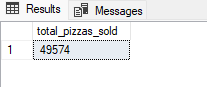 Results Messages
total_pizzas_sold
1 49574